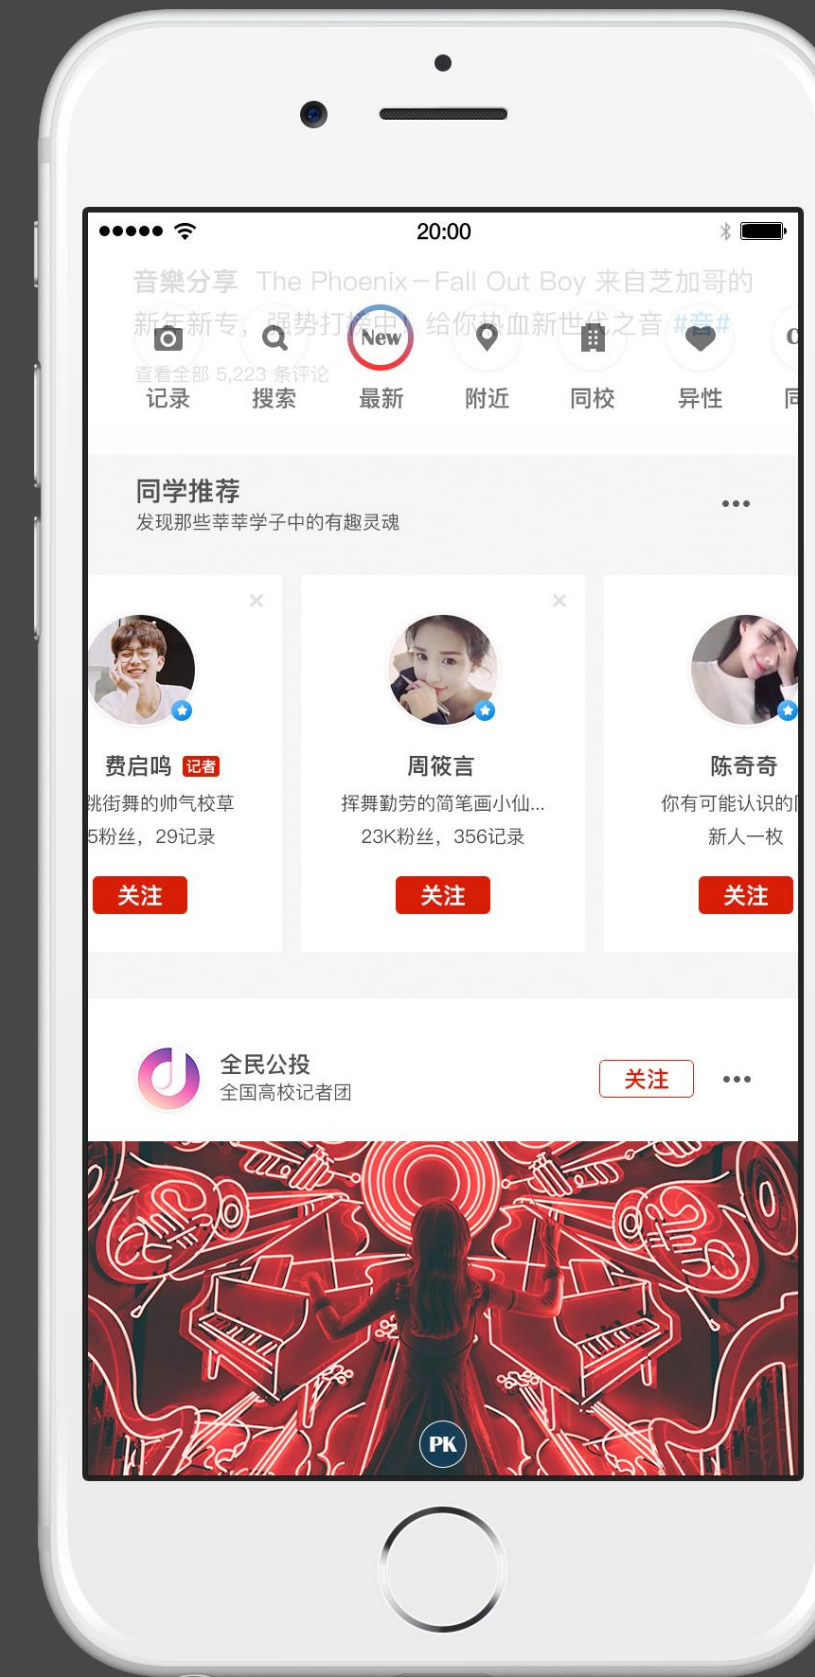 20:00
音樂分享 The Phoenix—Fall Out Boy 来自芝加哥的
新年新专，强势打榜中！给你热血新世代之音 #音#
New
查看全部 5,223 条评论
记录 搜索 最新 附近 同校 异性
同学推荐
发现那些莘莘学子中的有趣灵魂
费启鸣 记者
跳街舞的帅气校草
5粉丝，29记录
关注
周筱言
挥舞勤劳的简笔画小仙...
23K粉丝，356记录
关注
陈奇奇
你有可能认识的
新人一枚
关注
全民公投
全国高校记者团
关注
PK